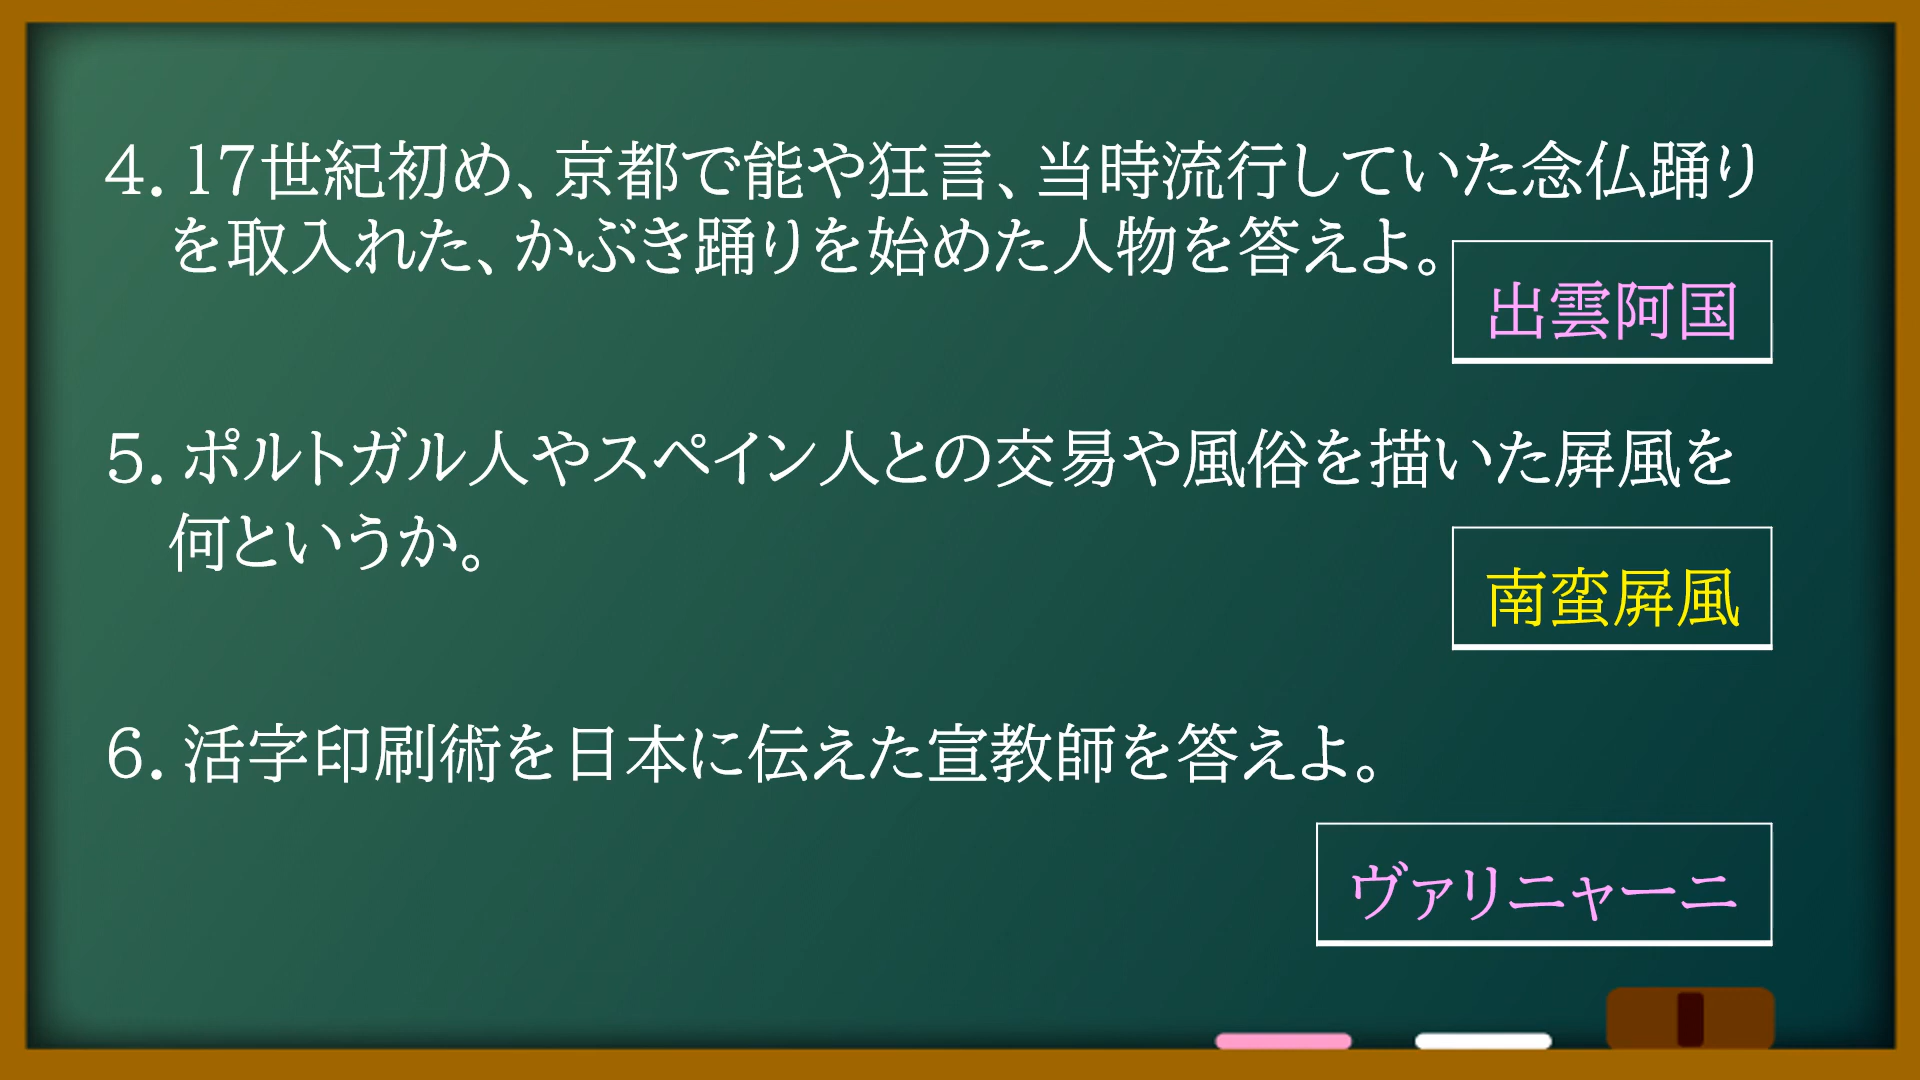 4. 17世紀初め、京都で能や狂言、当時流行していた念仏踊り
を取入れた、かぶき踊りを始めた人物を答えよ。
出雲阿国
5. ポルトガル人やスペイン人との交易や風俗を描いた屛風を
何というか。
南蛮屛風
6. 活字印刷術を日本に伝えた宣教師を答えよ。
ヴァリニャーニ